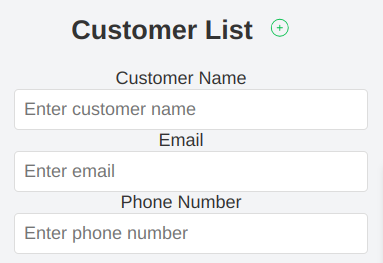 Customer List
Customer Name
Enter customer name
Email
Enter email
Phone Number
Enter phone number